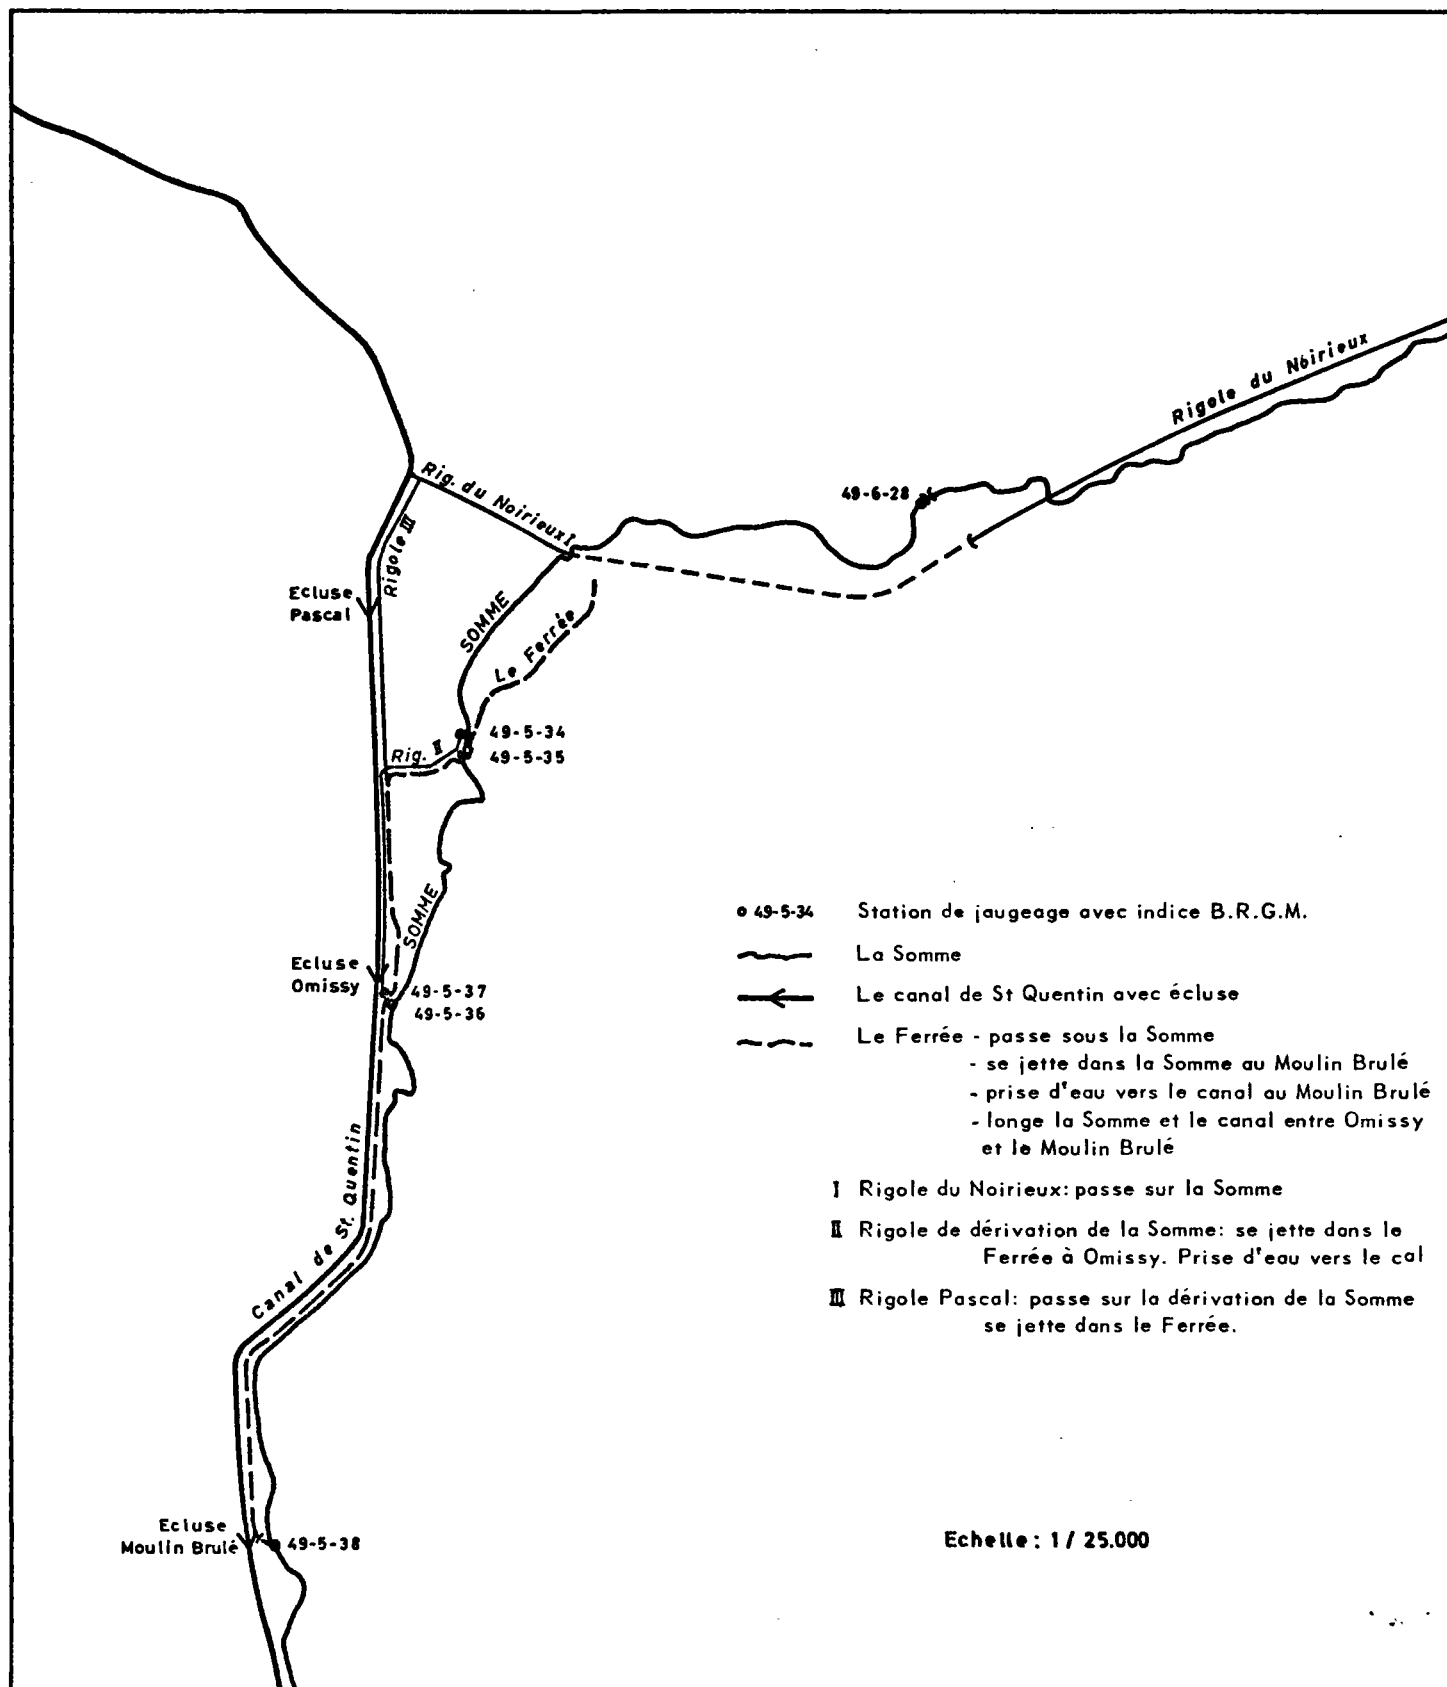 Rigole du Noirieux
Rig. du Noirieux I
49-6-28
Rigole III
Ecluse
Pascal
SOMME
Le Ferrée
49-5-34
49-5-35
Rig. II
SOMME
Ecluse
Omissy
49-5-37
49-5-36
Canal de St. Quentin
Ecluse
Moulin Brulé
49-5-38
49-5-34 Station de jaugeage avec indice B.R.G.M.
La Somme
Le canal de St Quentin avec écluse
Le Ferrée - passe sous la Somme
- se jette dans la Somme au Moulin Brulé
- prise d'eau vers le canal au Moulin Brulé
- longe la Somme et le canal entre Omissy
et le Moulin Brulé
I Rigole du Noirieux: passe sur la Somme
II Rigole de dérivation de la Somme: se jette dans le
Ferrée à Omissy. Prise d'eau vers le cal
III Rigole Pascal: passe sur la dérivation de la Somme
se jette dans le Ferrée.
Echelle: 1 / 25.000